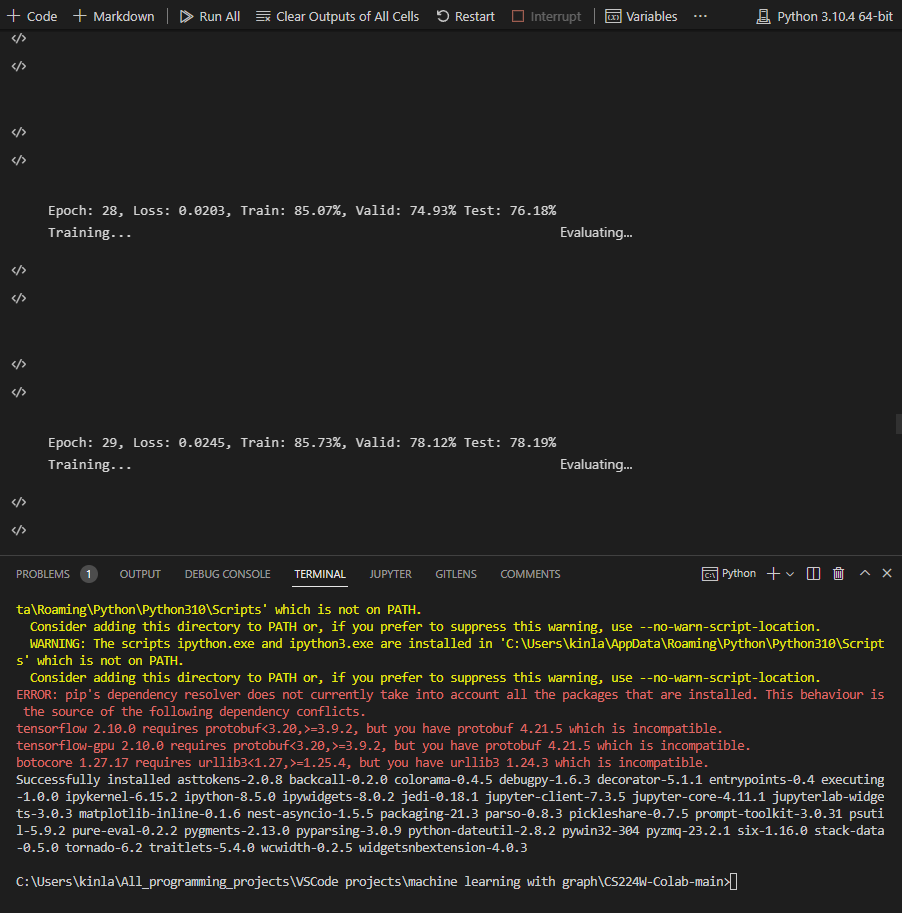 Code Markdown Run All Clear Outputs of All Cells Restart Interrupt Variables ··· Python 3.10.4 64-bit
</>
</>
</>
</>
Epoch: 28, Loss: 0.0203, Train: 85.07%, Valid: 74.93% Test: 76.18%
Training... Evaluating...
</>
</>
</>
</>
Epoch: 29, Loss: 0.0245, Train: 85.73%, Valid: 78.12% Test: 78.19%
Training... Evaluating...
</>
</>
PROBLEMS 1 OUTPUT DEBUG CONSOLE TERMINAL JUPYTER GITLENS COMMENTS Python
ta\Roaming\Python\Python310\Scripts' which is not on PATH.
Consider adding this directory to PATH or, if you prefer to suppress this warning, use --no-warn-script-location.
WARNING: The scripts ipython.exe and ipython3.exe are installed in 'C:\Users\kinla\AppData\Roaming\Python\Python310\Script
s' which is not on PATH.
Consider adding this directory to PATH or, if you prefer to suppress this warning, use --no-warn-script-location.
ERROR: pip's dependency resolver does not currently take into account all the packages that are installed. This behaviour is
the source of the following dependency conflicts.
tensorflow 2.10.0 requires protobuf<3.20,>=3.9.2, but you have protobuf 4.21.5 which is incompatible.
tensorflow-gpu 2.10.0 requires protobuf<3.20,>=3.9.2, but you have protobuf 4.21.5 which is incompatible.
botocore 1.27.17 requires urllib3<1.27,>=1.25.4, but you have urllib3 1.24.3 which is incompatible.
Successfully installed asttokens-2.0.8 backcall-0.2.0 colorama-0.4.5 debugpy-1.6.3 decorator-5.1.1 entrypoints-0.4 executing
-1.0.0 ipykernel-6.15.2 ipython-8.5.0 ipywidgets-8.0.2 jedi-0.18.1 jupyter-client-7.3.5 jupyter-core-4.11.1 jupyterlab-widge
ts-3.0.3 matplotlib-inline-0.1.6 nest-asyncio-1.5.5 packaging-21.3 parso-0.8.3 pickleshare-0.7.5 prompt-toolkit-3.0.31 psuti
l-5.9.2 pure-eval-0.2.2 pygments-2.13.0 pyparsing-3.0.9 python-dateutil-2.8.2 pywin32-304 pyzmq-23.2.1 six-1.16.0 stack-data
-0.5.0 tornado-6.2 traitlets-5.4.0 wcwidth-0.2.5 widgetsnbextension-4.0.3
C:\Users\kinla\All_programming_projects\VSCode projects\machine learning with graph\CS224W-Colab-main>